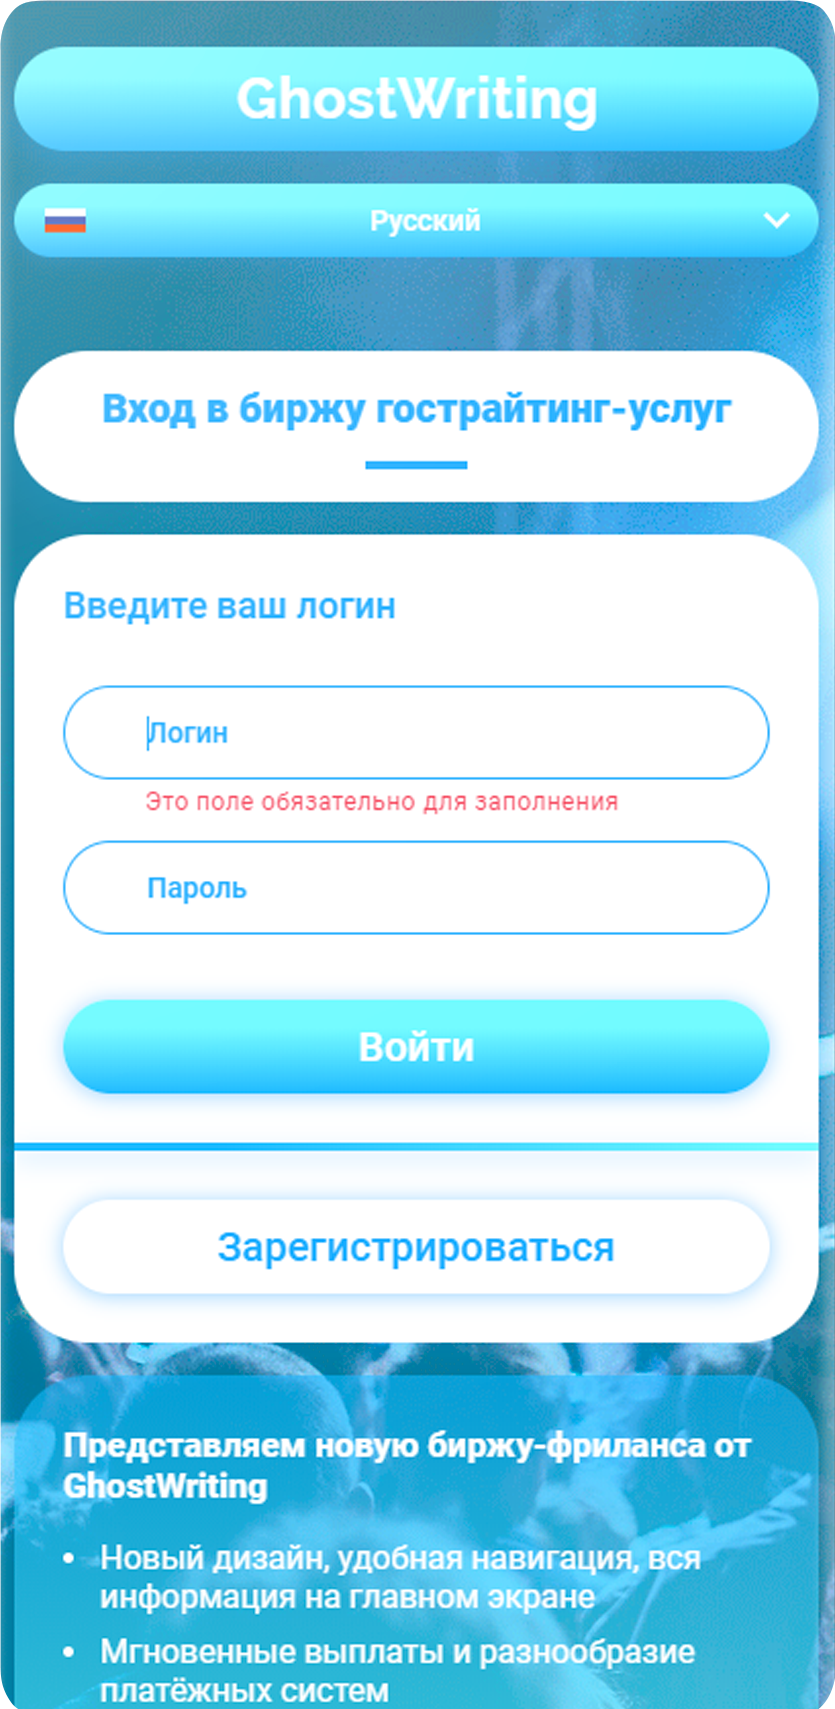 GhostWriting
Русский
Вход в биржу гострайтинг-услуг
Введите ваш логин
Логин
Это поле обязательно для заполнения
Пароль
Войти
Зарегистрироваться
Представляем новую биржу-фриланса от
GhostWriting
• Новый дизайн, удобная навигация, вся
информация на главном экране
• Мгновенные выплаты и разнообразие
платёжных систем